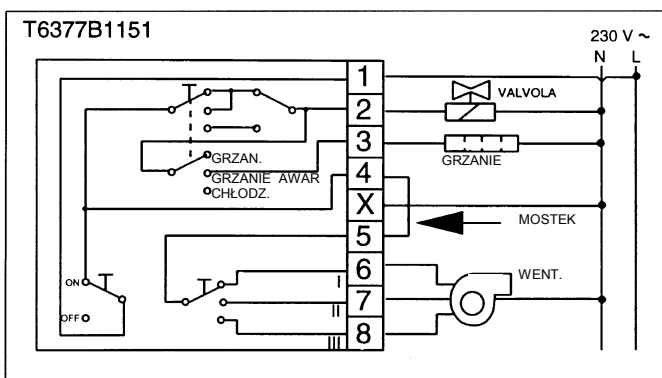 T6377B1151
230 V ~
N L
1
VALVOLA
2
3
GRZAN.
GRZANIE
GRZANIE AWAR
4
CHŁODZ.
X
MOSTEK
5
ON
6
I
WENT.
7
II
OFF
8
III